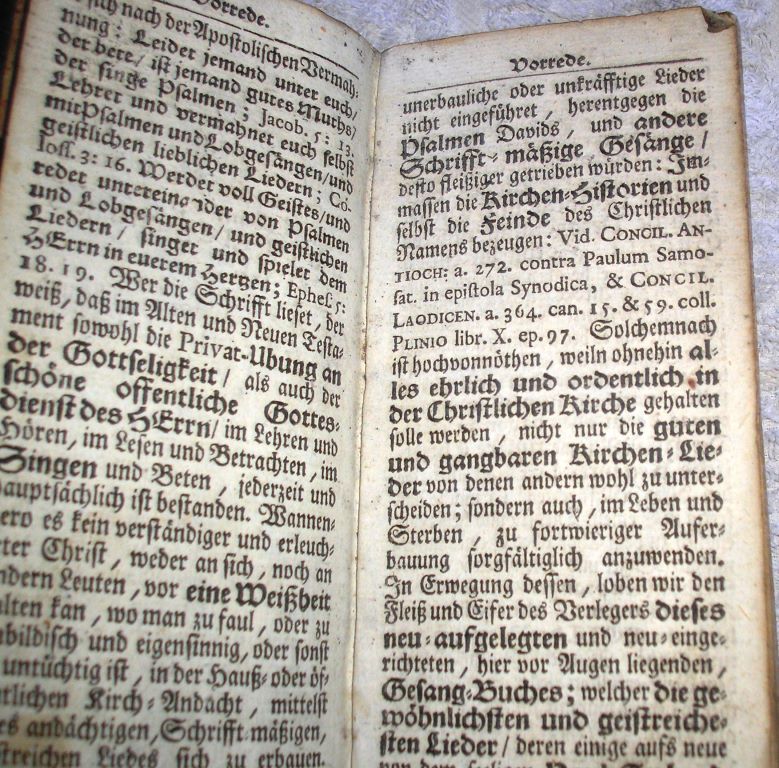 Vorrede.
sich nach der Apostolischen Vermah-
nung: Leidet jemand unter euch/
der bete/ ist jemand gutes Muths/
der singe Psalmen; Jacob. 5: 13.
Lehret und vermahnet euch selbst
mit Psalmen und Lobgesängen/ und
geistlichen lieblichen Liedern; Co-
loss. 3: 16. Werdet voll Geistes/ und
redet untereinander von Psalmen
und Lobgesängen/ und geistlichen
Liedern/ singet und spielet dem
HErrn in euerem Hertzen; Ephes. 5:
18. 19. Wer die Schrifft lieset, der
weiß, daß im Alten und Neuen Testa-
ment sowohl die Privat-Ubung an
der Gottseligkeit/ als auch der
schöne offentliche Gottes-
dienst des HErrn/ im Lehren und
Hören, im Lesen und Betrachten, im
Singen und Beten, jederzeit und
hauptsächlich ist bestanden. Wannen-
hero es kein verständiger und erleuch-
teter Christ, weder an sich, noch an
andern Leuten, vor eine Weißheit
halten kan, wo man zu faul, oder zu
und eigensinnig, oder sonst
untüchtig ist, in der Hauß- oder öf-
fentlichen Kirch-Andacht, mittelst
andächtigen, Schrifft-mäßigen,
geistreichen Liedes sich zu erbauen.
Vorrede.
unerbauliche oder unkräfftige Lieder
nicht eingeführet, herentgegen die
Psalmen Davids, und andere
Schrifft-mäßige Gesänge/
desto fleißiger getrieben würden: Im-
massen die Kirchen-Historien und
selbst die Feinde des Christlichen
Namens bezeugen: Vid. CONCIL. AN-
TIOCH: a. 272. contra Paulum Samo-
sat. in epistola Synodica, & CONCIL.
LAODICEN. a. 364. can. 15. & 59. coll.
PLINIO libr. X. ep. 97. Solchemnach
ist hochvonnöthen, weiln ohnehin al-
les ehrlich und ordentlich in
der Christlichen Kirche gehalten
solle werden, nicht nur die guten
und gangbaren Kirchen-Lie-
der von denen andern wohl zu unter-
scheiden; sondern auch, im Leben und
Sterben, zu fortwieriger Aufer-
bauung sorgfältiglich anzuwenden.
In Erwegung dessen, loben wir den
Fleiß und Eifer des Verlegers dieses
neu-aufgelegten und neu-einge-
richteten, hier vor Augen liegenden,
Gesang-Buches; welcher die ge-
wöhnlichsten und geistreiche-
sten Lieder/ deren einige aufs neue